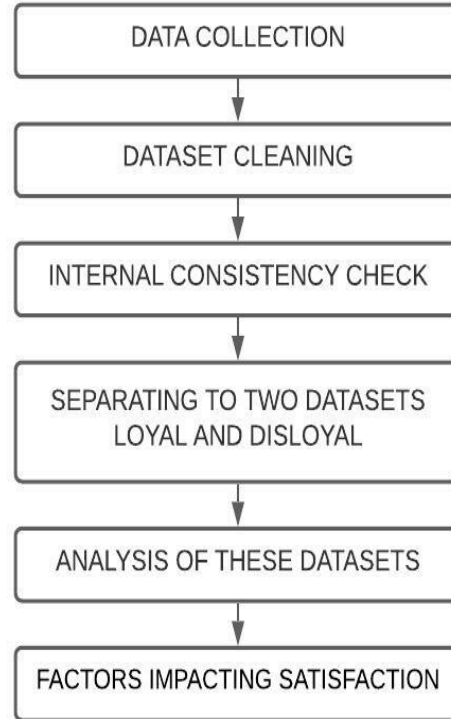 DATA COLLECTION
DATASET CLEANING
INTERNAL CONSISTENCY CHECK
SEPARATING TO TWO DATASETS
LOYAL AND DISLOYAL
ANALYSIS OF THESE DATASETS
FACTORS IMPACTING SATISFACTION